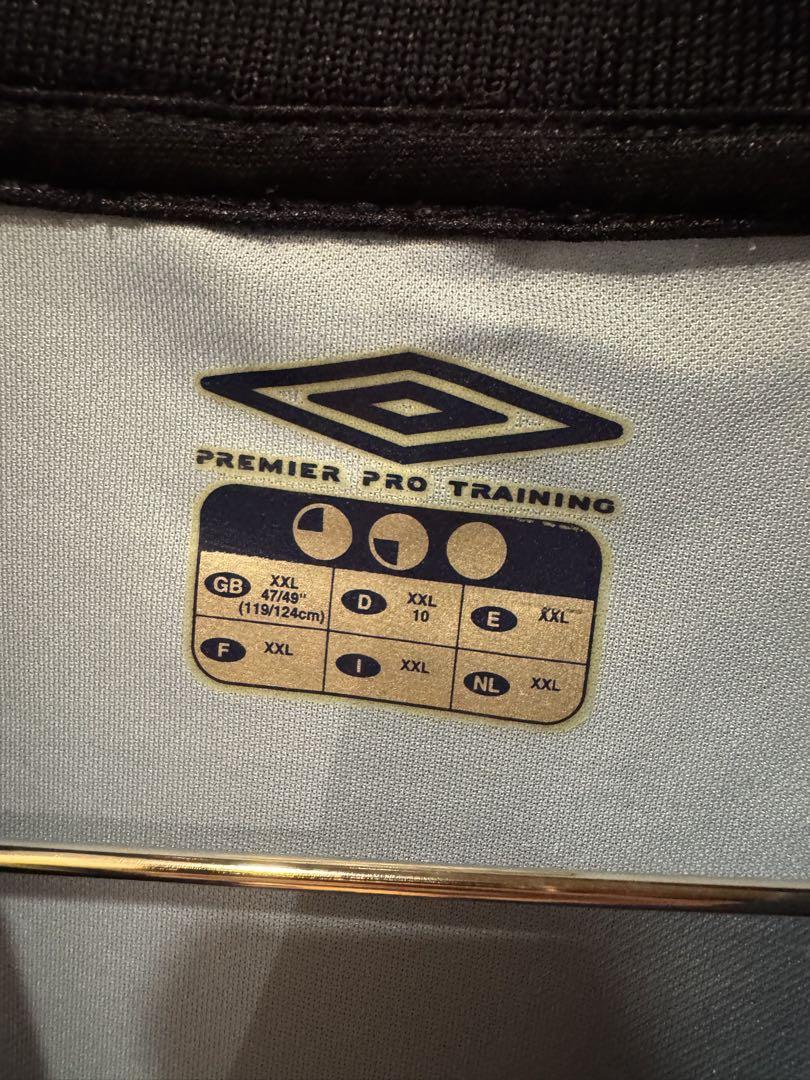 PREMIER PRO TRAINING
GB XXL
47/49"
(119/124cm)
D XXL
10
E XXL
F XXL
I XXL
NL XXL